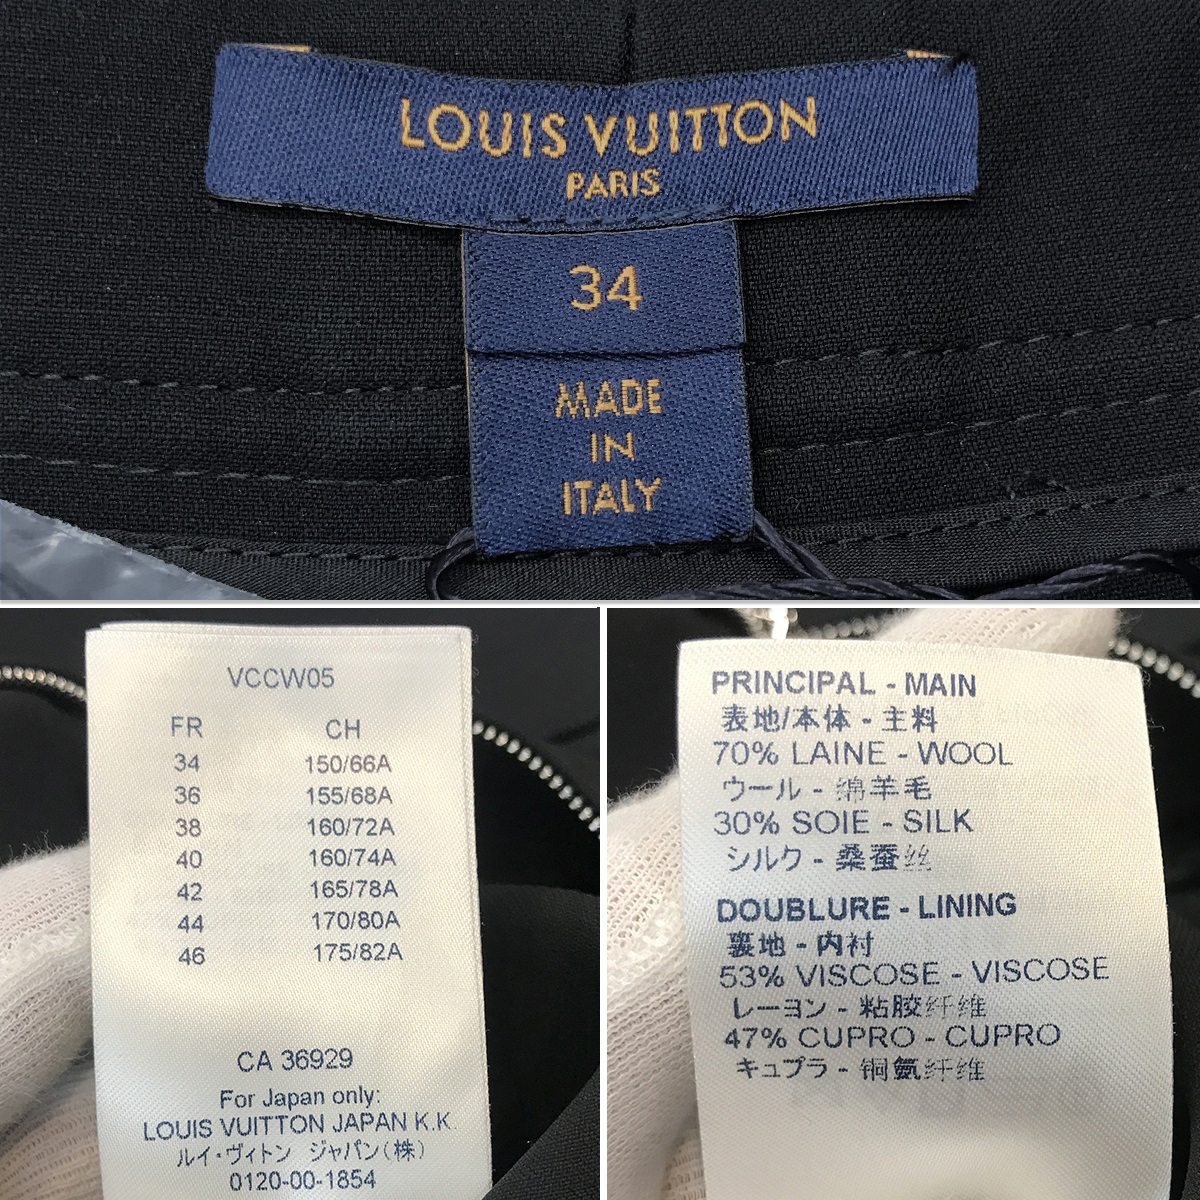 LOUIS VUITTON
PARIS
34
MADE
IN
ITALY
VCCW05
FR CH
34 150/66A
36 155/68A
38 160/72A
40 160/74A
42 165/78A
44 170/80A
46 175/82A
CA 36929
For Japan only:
LOUIS VUITTON JAPAN K.K.
ルイ・ヴィトン ジャパン(株)
0120-00-1854
PRINCIPAL - MAIN
表地/本体 - 主料
70% LAINE - WOOL
ウール - 绵羊毛
30% SOIE - SILK
シルク - 桑蚕丝
DOUBLURE - LINING
裏地 - 内衬
53% VISCOSE - VISCOSE
レーヨン - 粘胶纤维
47% CUPRO - CUPRO
キュプラ - 铜氨纤维